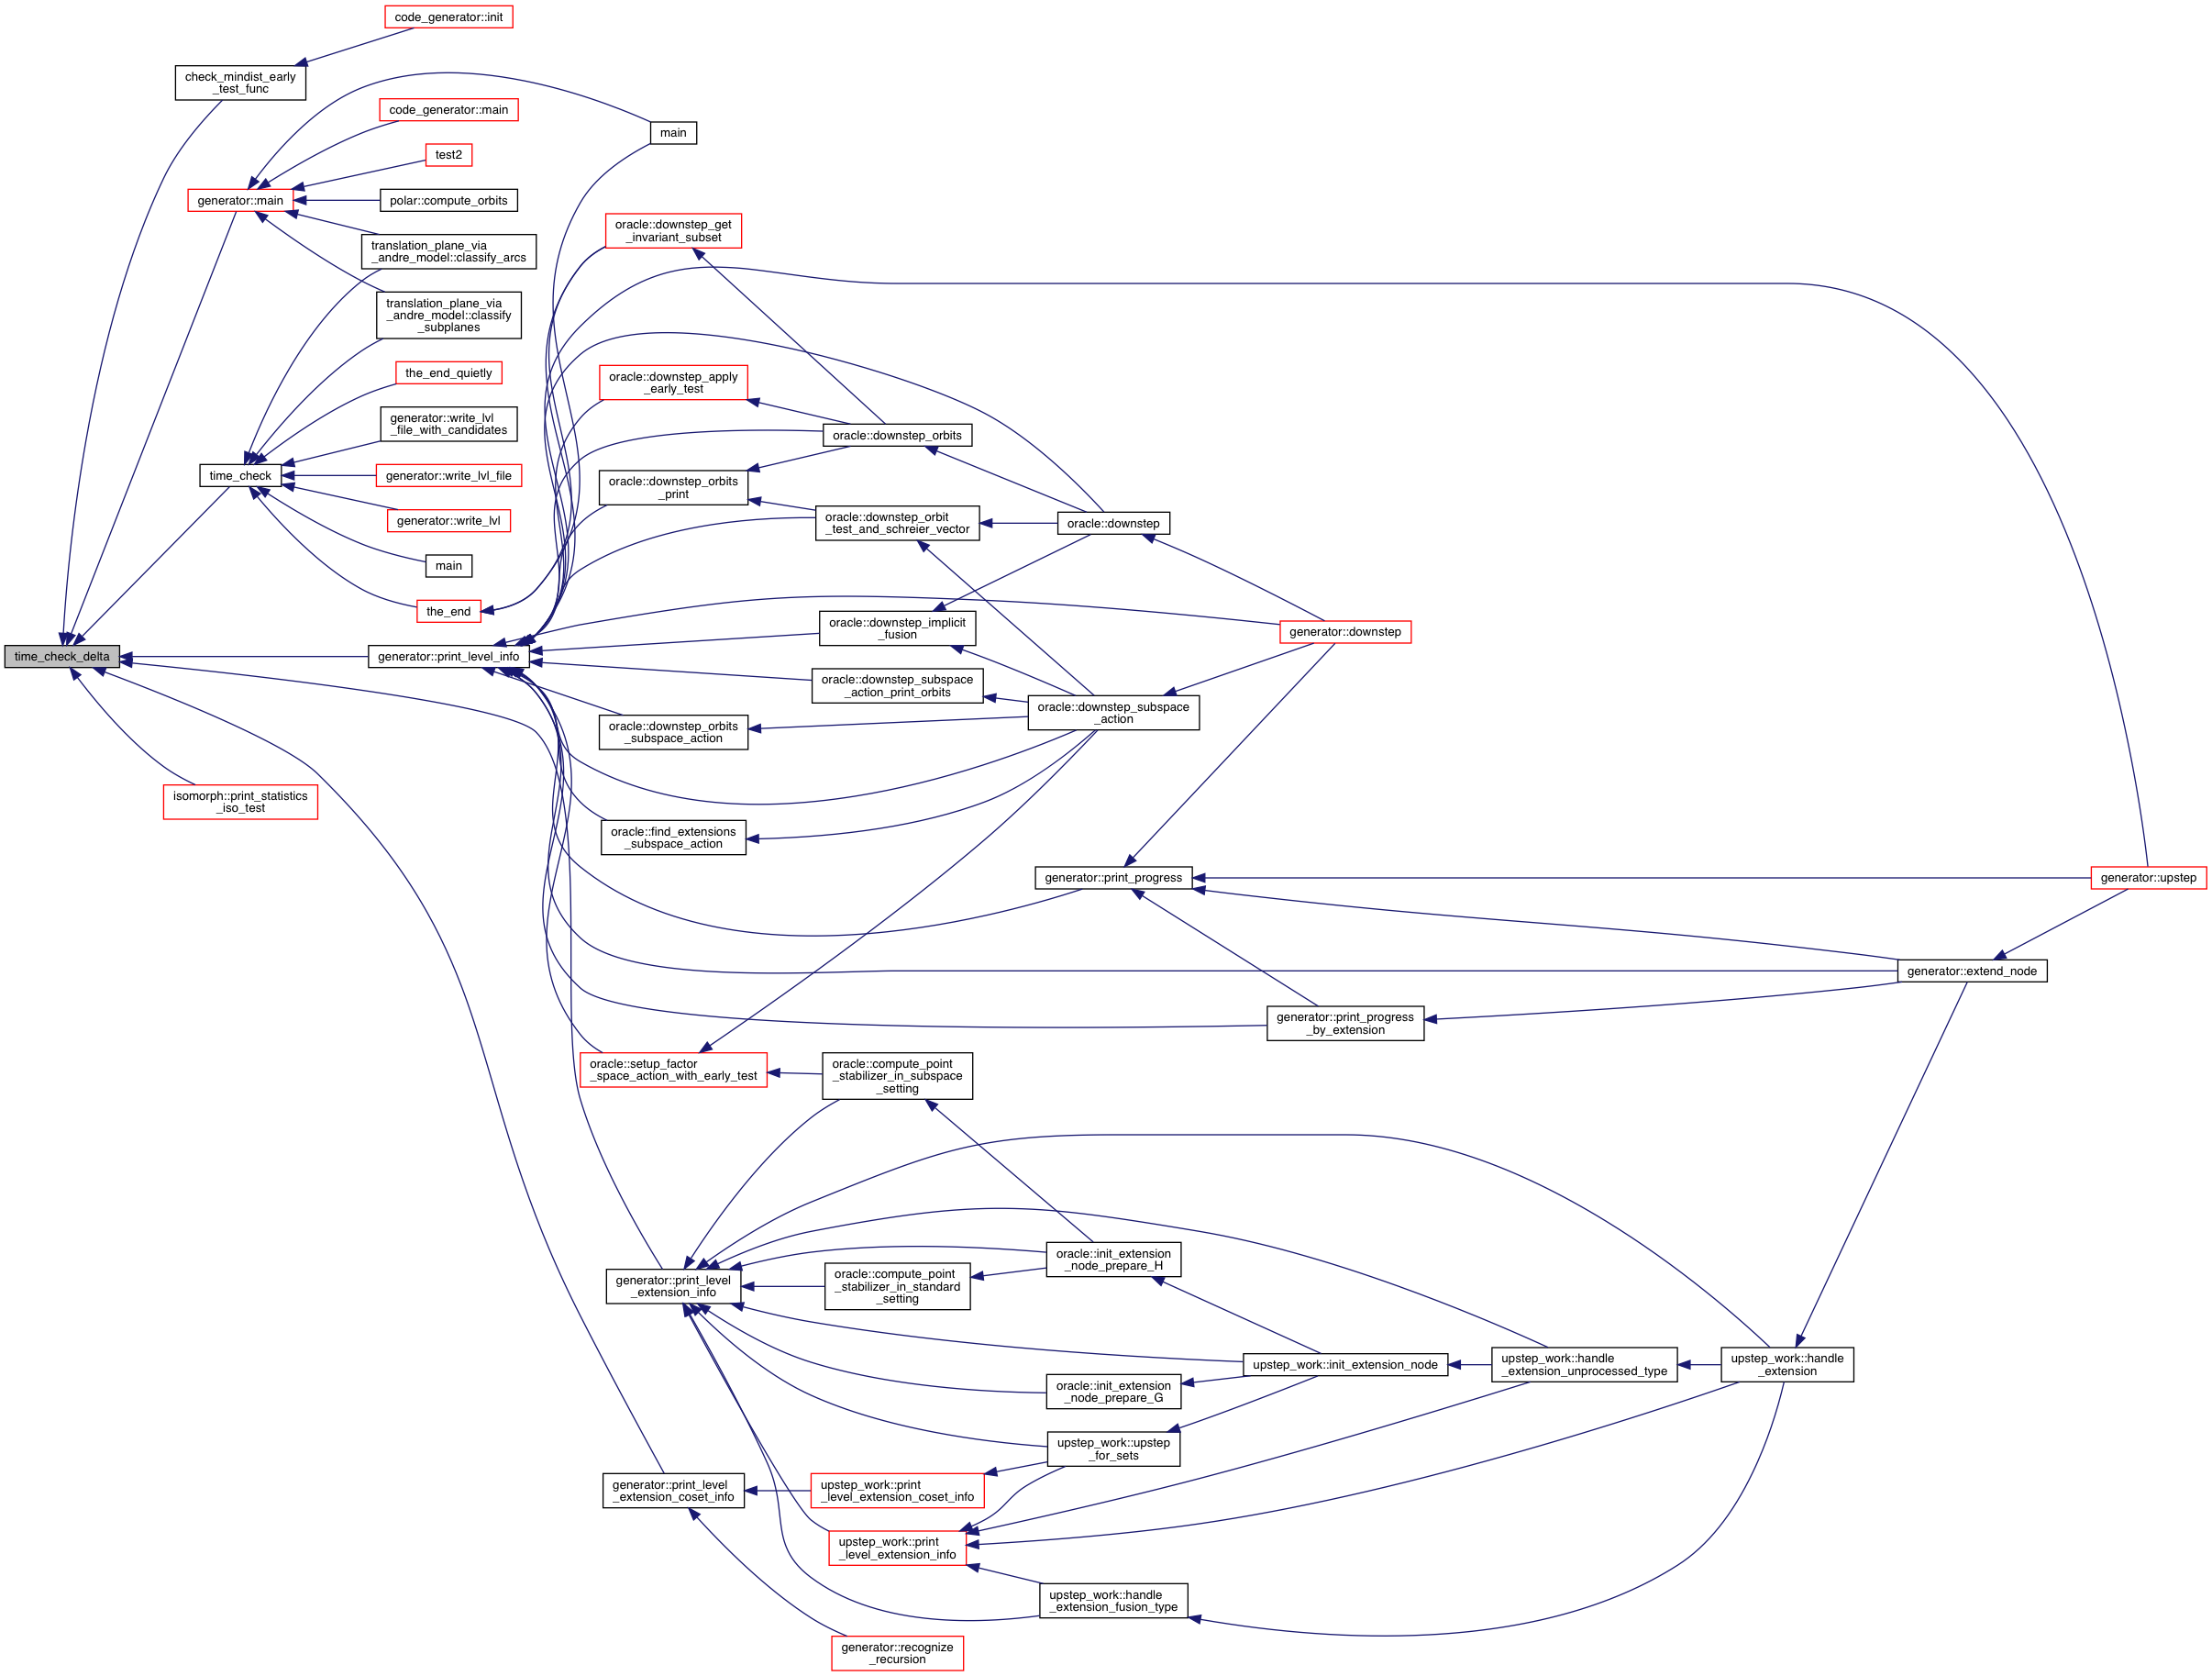 code_generator::init
check_mindist_early
_test_func
code_generator::main
main
test2
generator::main
polar::compute_orbits
translation_plane_via
_andre_model::classify_arcs
oracle::downstep_get
_invariant_subset
translation_plane_via
_andre_model::classify
_subplanes
the_end_quietly
oracle::downstep_apply
_early_test
generator::write_lvl
_file_with_candidates
oracle::downstep_orbits
time_check
generator::write_lvl_file
oracle::downstep_orbits
_print
generator::write_lvl
oracle::downstep_orbit
_test_and_schreier_vector
oracle::downstep
main
the_end
oracle::downstep_implicit
_fusion
generator::downstep
time_check_delta
generator::print_level_info
oracle::downstep_subspace
_action_print_orbits
oracle::downstep_subspace
_action
oracle::downstep_orbits
_subspace_action
isomorph::print_statistics
_iso_test
oracle::find_extensions
_subspace_action
generator::print_progress
generator::upstep
generator::extend_node
generator::print_progress
_by_extension
oracle::setup_factor
_space_action_with_early_test
oracle::compute_point
_stabilizer_in_subspace
_setting
oracle::init_extension
_node_prepare_H
generator::print_level
_extension_info
oracle::compute_point
_stabilizer_in_standard
_setting
upstep_work::init_extension_node
upstep_work::handle
_extension_unprocessed_type
upstep_work::handle
_extension
oracle::init_extension
_node_prepare_G
upstep_work::upstep
_for_sets
generator::print_level
_extension_coset_info
upstep_work::print
_level_extension_coset_info
upstep_work::print
_level_extension_info
upstep_work::handle
_extension_fusion_type
generator::recognize
_recursion